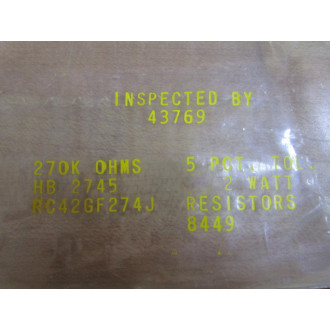 INSPECTED BY
43769
270K OHMS 5 PCT. TOL.
HB 2745 2 WATT
RC42GF274J RESISTORS
8449